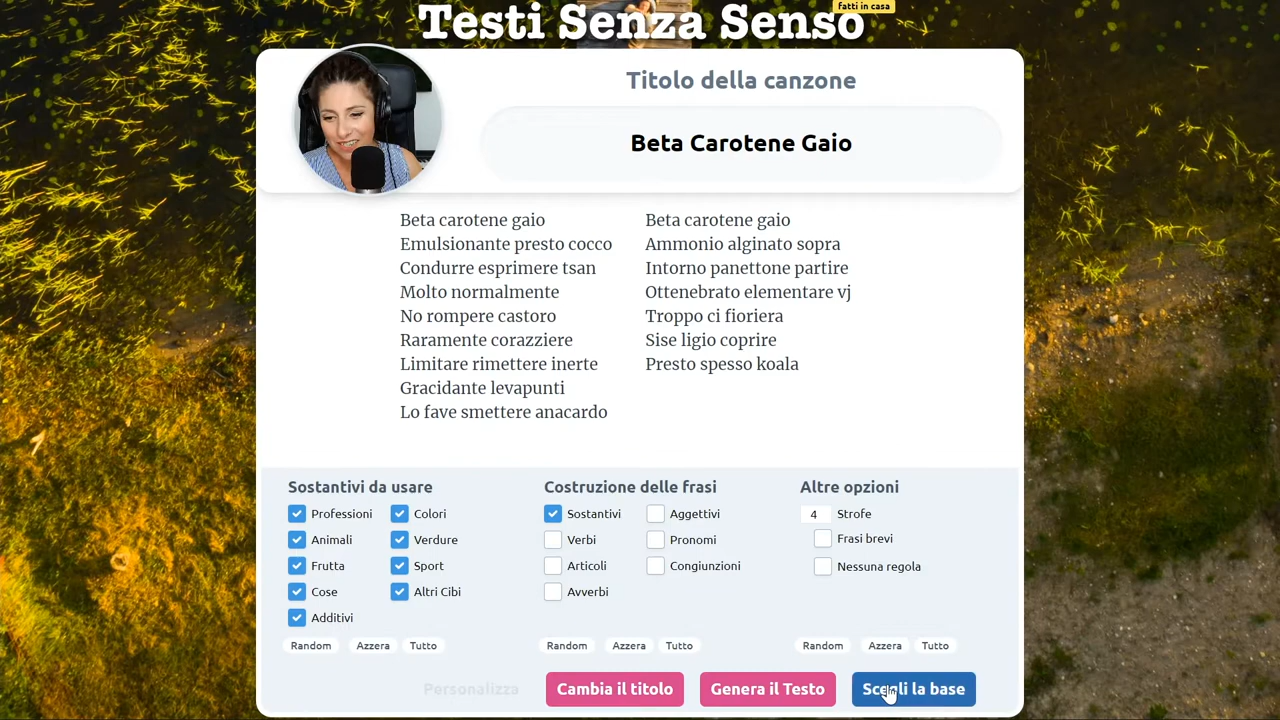 fatti in casa
Testi Senza Senso
Titolo della canzone
Beta Carotene Gaio
Beta carotene gaio
Emulsionante presto cocco
Condurre esprimere tsan
Molto normalmente
No rompere castoro
Raramente corazziere
Limitare rimettere inerte
Gracidante levapunti
Lo fave smettere anacardo
Beta carotene gaio
Ammonio alginato sopra
Intorno panettone partire
Ottenebrato elementare vj
Troppo ci fioriera
Sise ligio coprire
Presto spesso koala
Sostantivi da usare
Professioni
Colori
Animali
Verdure
Frutta
Sport
Cose
Altri Cibi
Additivi
Random Azzera Tutto
Costruzione delle frasi
Sostantivi
Aggettivi
Verbi
Pronomi
Articoli
Congiunzioni
Avverbi
Random Azzera Tutto
Altre opzioni
4 Strofe
Frasi brevi
Nessuna regola
Random Azzera Tutto
Personalizza
Cambia il titolo
Genera il Testo
Scegli la base